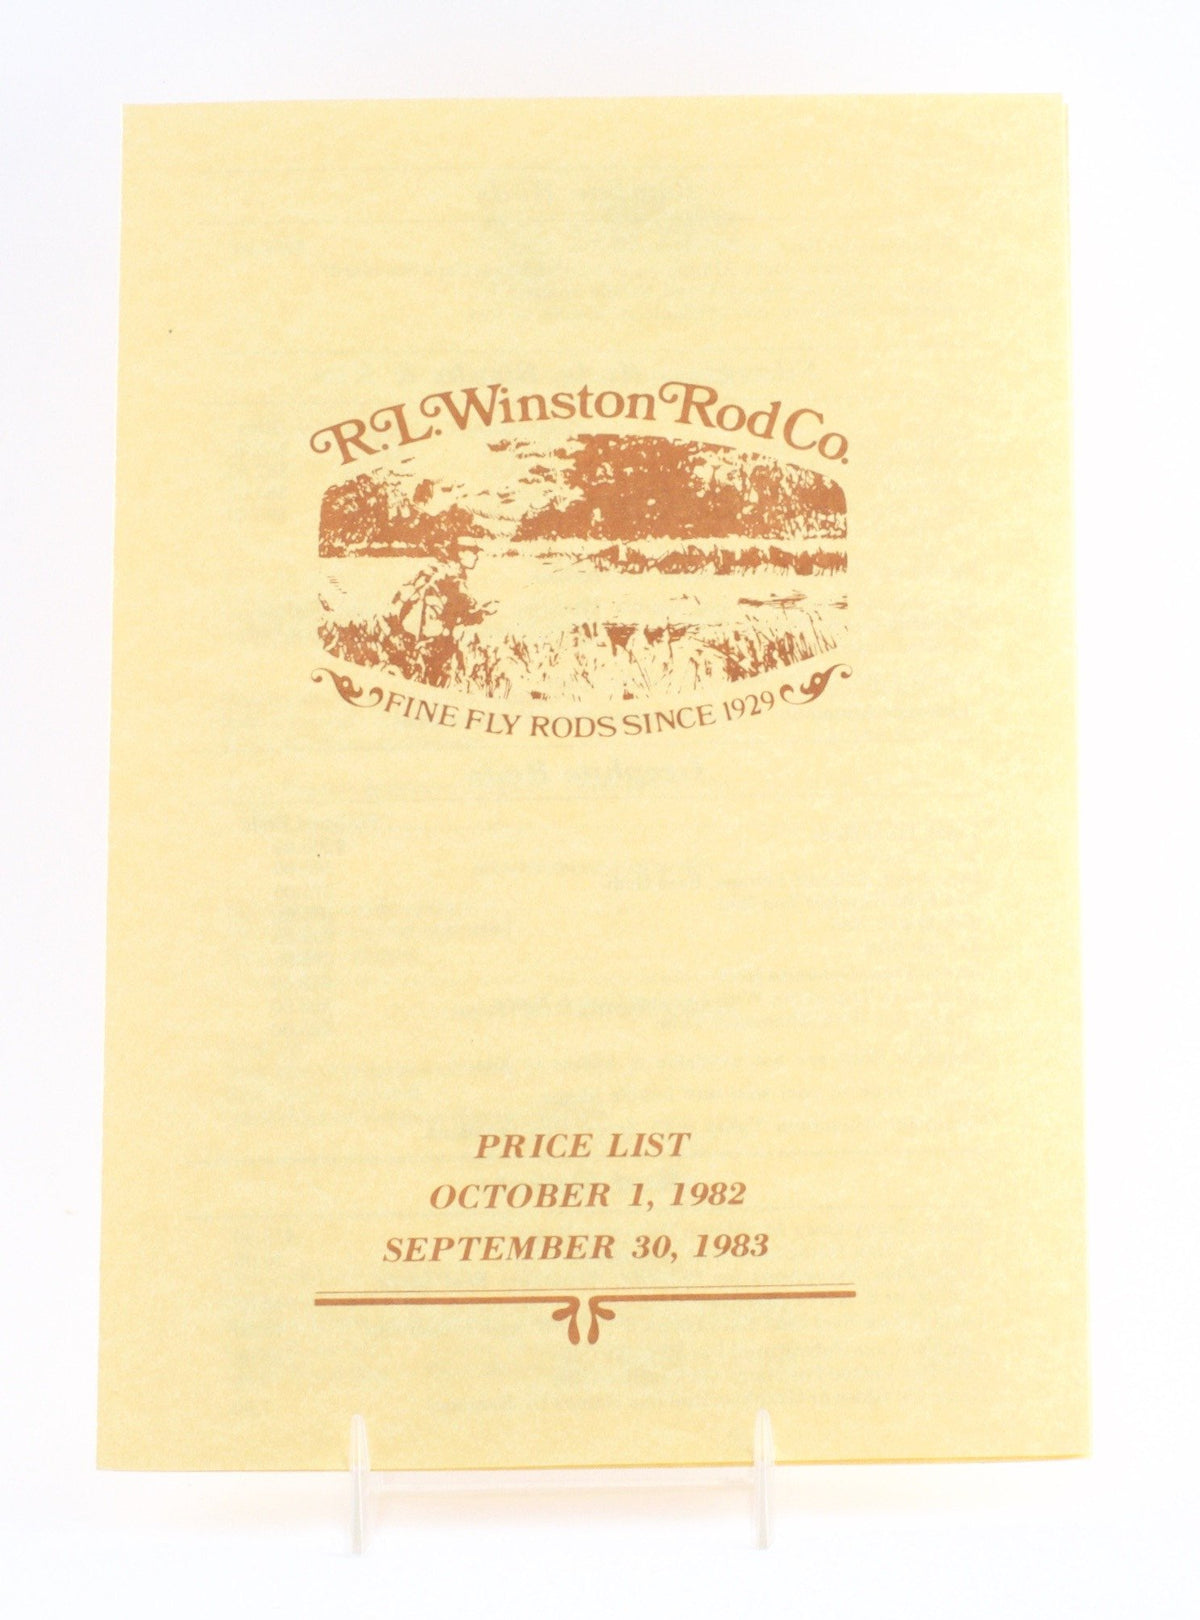 R.L. Winston Rod Co.
FINE FLY RODS SINCE 1929
PRICE LIST
OCTOBER 1, 1982
SEPTEMBER 30, 1983